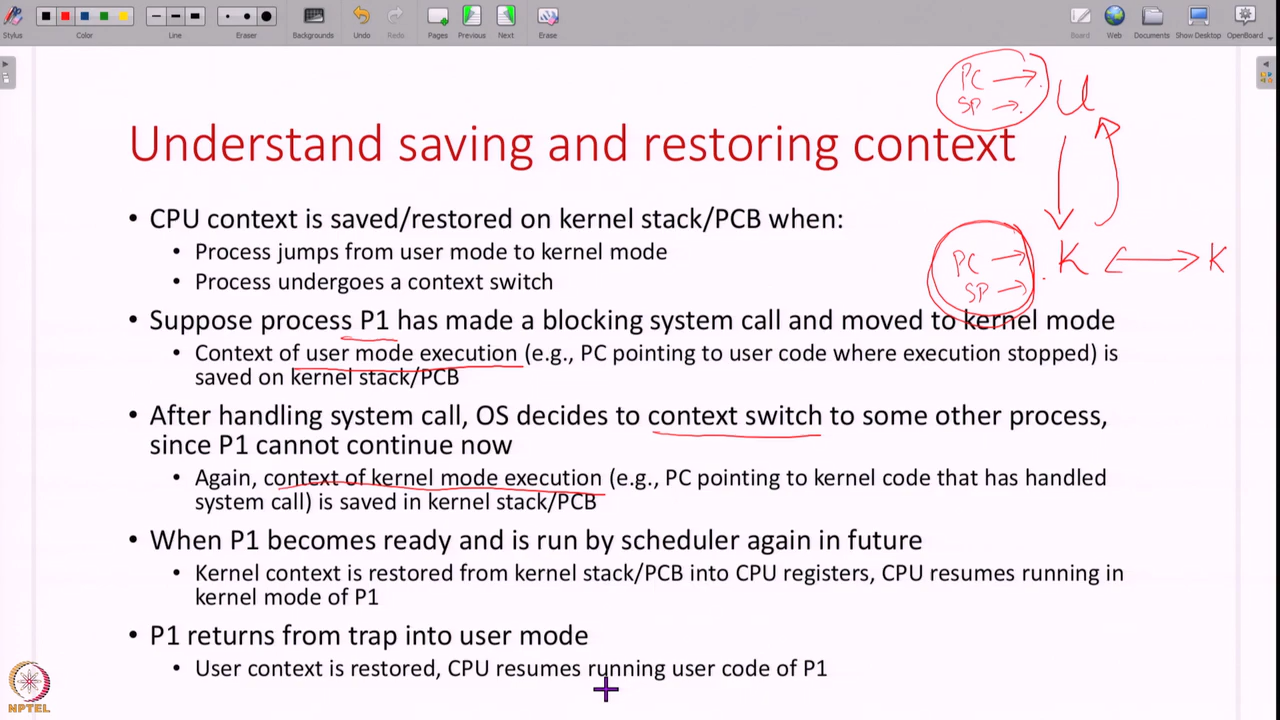 Stylus
Color
Line
Eraser
Backgrounds
Undo
Redo
Pages
Previous
Next
Erase
Board
Web
Documents
Show Desktop
OpenBoard
PC →
SP →
U
Understand saving and restoring context
• CPU context is saved/restored on kernel stack/PCB when:
• Process jumps from user mode to kernel mode
• Process undergoes a context switch
PC →
SP →
K ↔ K
• Suppose process P1 has made a blocking system call and moved to kernel mode
• Context of user mode execution (e.g., PC pointing to user code where execution stopped) is
saved on kernel stack/PCB
• After handling system call, OS decides to context switch to some other process,
since P1 cannot continue now
• Again, context of kernel mode execution (e.g., PC pointing to kernel code that has handled
system call) is saved in kernel stack/PCB
• When P1 becomes ready and is run by scheduler again in future
• Kernel context is restored from kernel stack/PCB into CPU registers, CPU resumes running in
kernel mode of P1
• P1 returns from trap into user mode
• User context is restored, CPU resumes running user code of P1
NPTEL